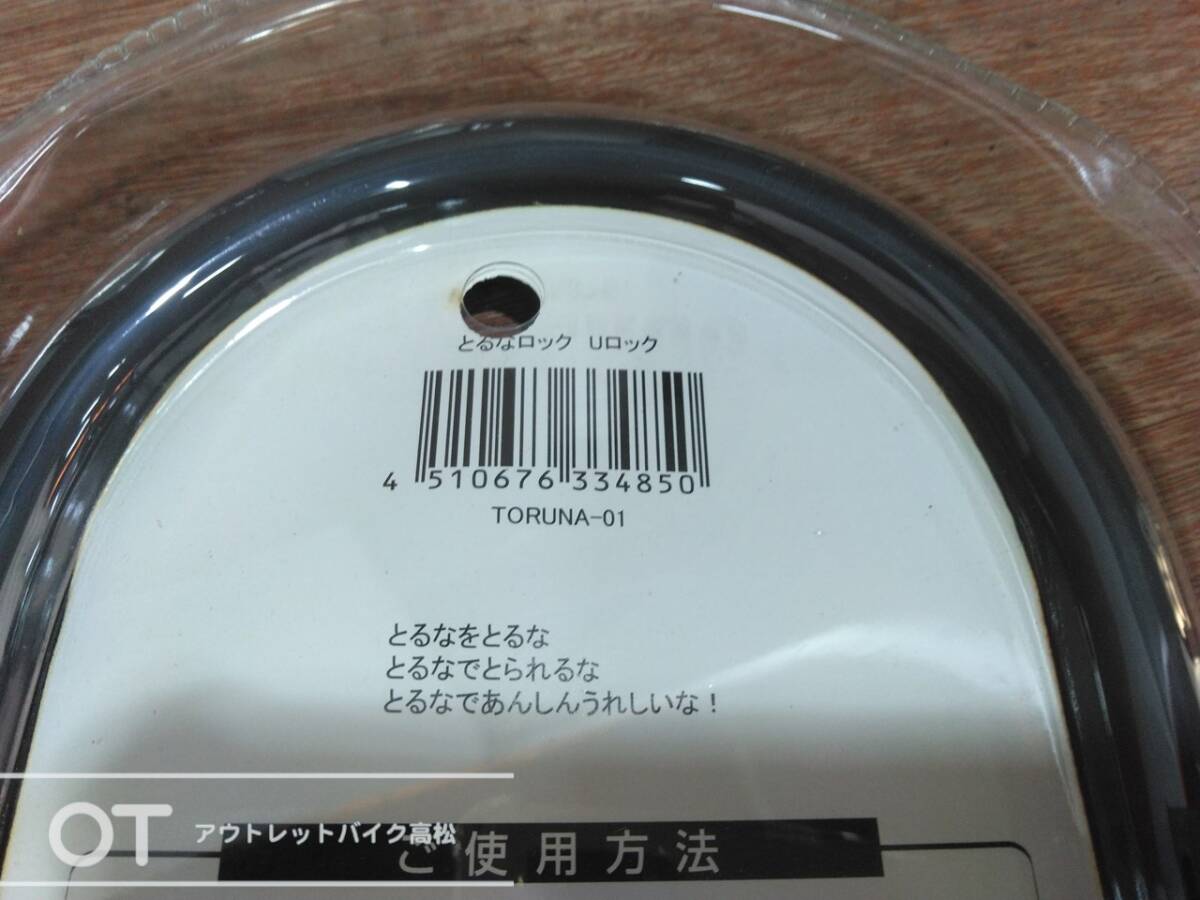 とるなロック Uロック
4 510676 334850
TORUNA-01
とるなをとるな
とるなでとられるな
とるなであんしんうれしいな！
OT アウトレットバイク高松
ご使用方法